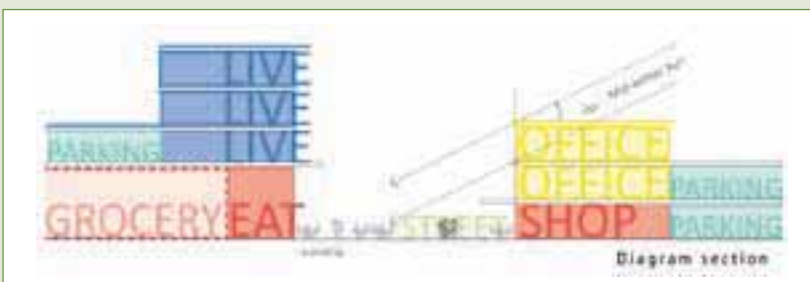 LIVE
LIVE
PARKING LIVE
OFFICE
OFFICE PARKING
GROCERY EAT STREET SHOP PARKING
Diagram section